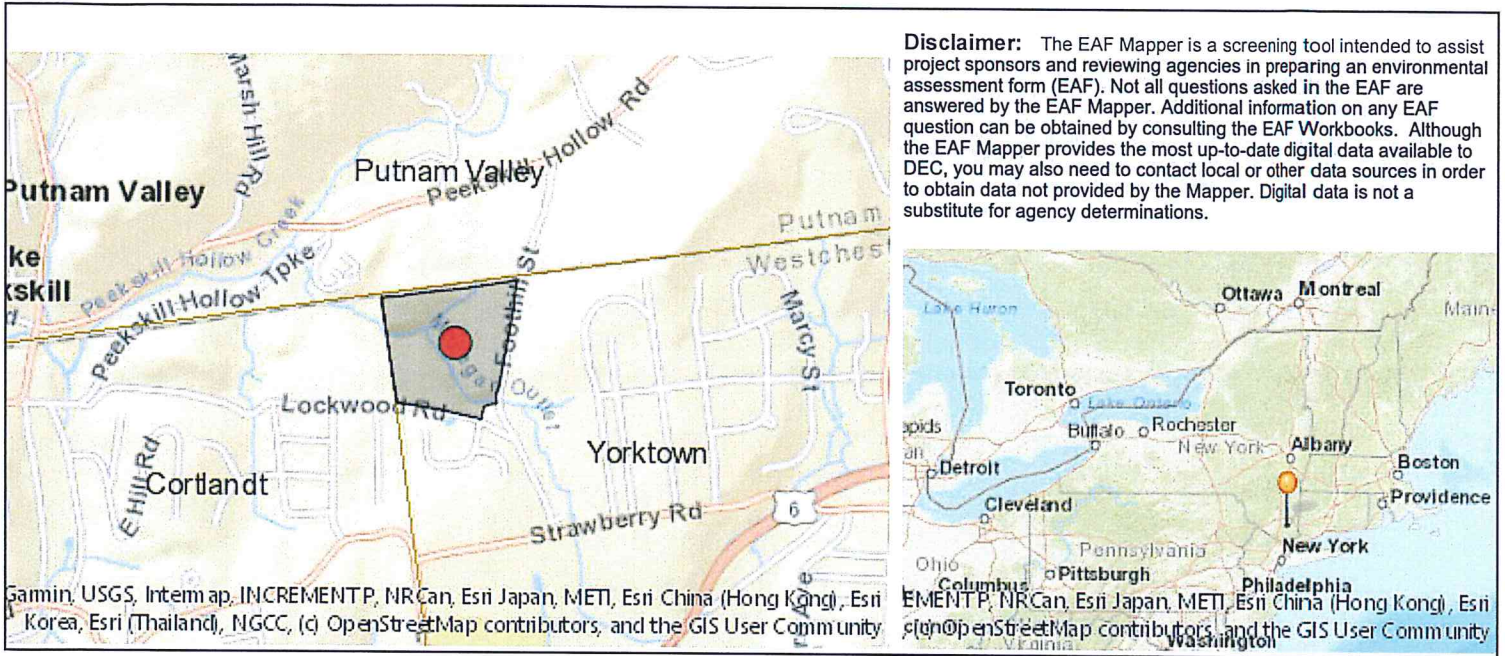 Disclaimer: The EAF Mapper is a screening tool intended to assist
project sponsors and reviewing agencies in preparing an environmental
assessment form (EAF). Not all questions asked in the EAF are
answered by the EAF Mapper. Additional information on any EAF
question can be obtained by consulting the EAF Workbooks. Although
the EAF Mapper provides the most up-to-date digital data available to
DEC, you may also need to contact local or other data sources in order
to obtain data not provided by the Mapper. Digital data is not a
substitute for agency determinations.
Marsh Hill Rd
Putnam Valley
Peekskill Hollow Rd
Putnam Valley
Putnam
Westchest
Peekskill Hollow Creek
Peekskill Hollow Tpke
ke
kskill
d
Foothill St
Outlet
Marcy St
Lockwood Rd
Yorktown
E Hill Rd
Cortlandt
Strawberry Rd
6
Garmin, USGS, Intermap, INCREMENT P, NRCan, Esri Japan, METI, Esri China (Hong Kong), Esri
Korea, Esri (Thailand), NGCC, (c) OpenStreetMap contributors, and the GIS User Community
Ottawa
Montreal
Maine
Lake Huron
Toronto
Lake Ontario
apids
Buffalo
Rochester
New York
Albany
an
Detroit
Boston
Providence
Cleveland
New York
Pennsylvania
Ohio
Columbus
Pittsburgh
Philadelphia
EMENT P, NRCan, Esri Japan, METI, Esri China (Hong Kong), Esri
OpenStreetMap contributors, and the GIS User Community
Virginia
Washington